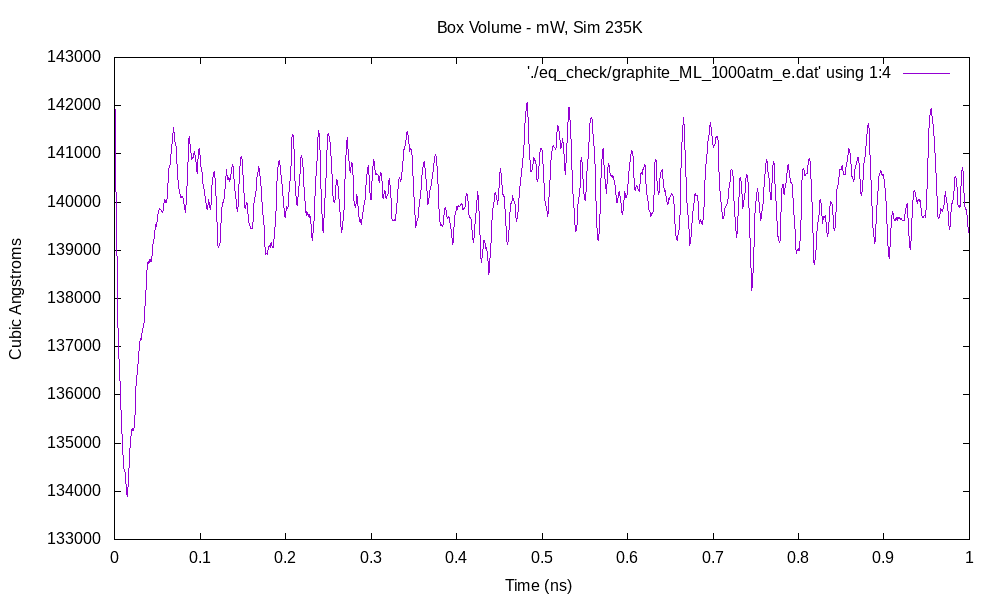 Box Volume - mW, Sim 235K
'./eq_check/graphite_ML_1000atm_e.dat' using 1:4
Cubic Angstroms
143000
142000
141000
140000
139000
138000
137000
136000
135000
134000
133000
0 0.1 0.2 0.3 0.4 0.5 0.6 0.7 0.8 0.9 1
Time (ns)